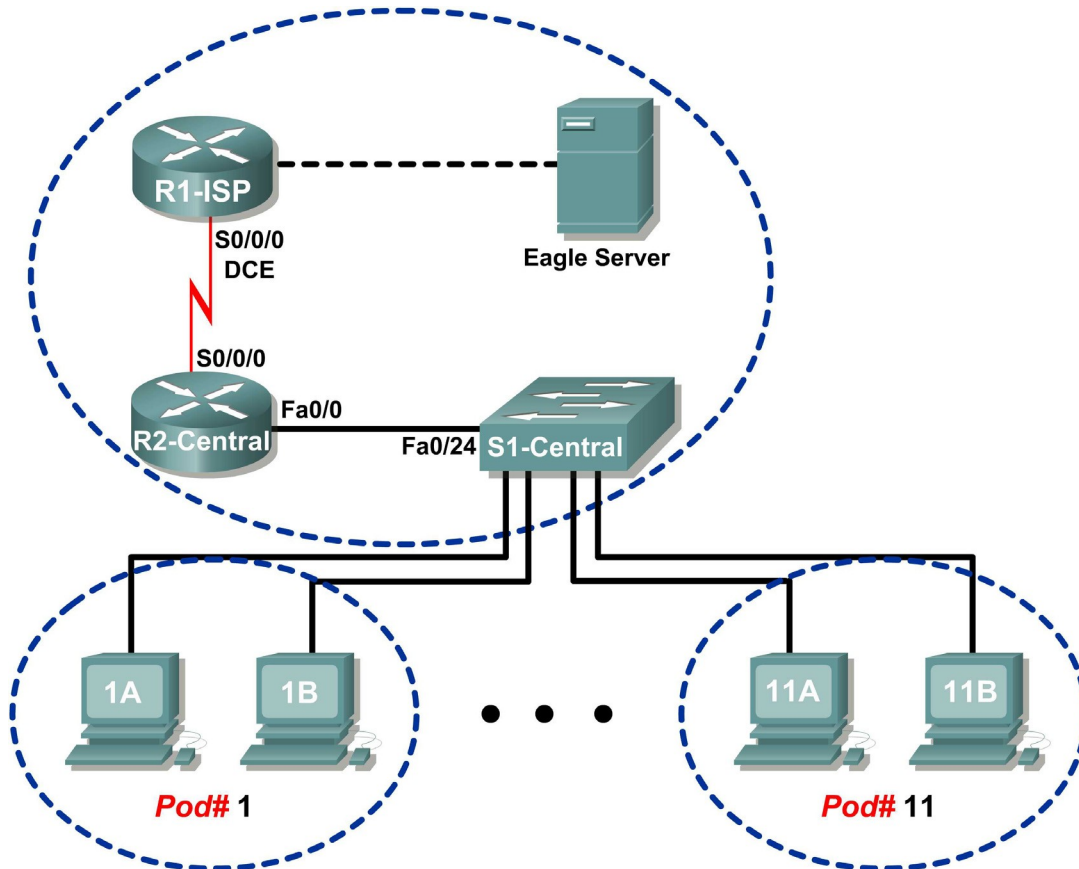 R1-ISP
S0/0/0
DCE
Eagle Server
S0/0/0
R2-Central
Fa0/0
Fa0/24
S1-Central
1A
1B
11A
11B
Pod# 1
Pod# 11